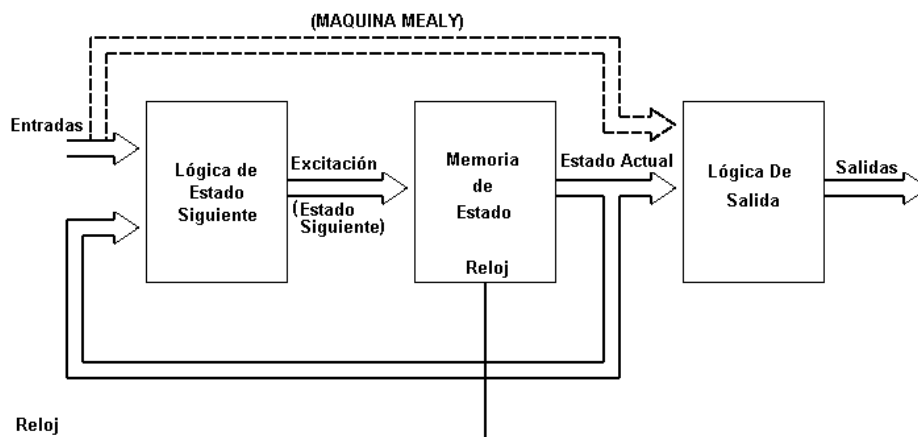 (MAQUINA MEALY)
Entradas
Lógica de
Estado
Siguiente
Excitación
(Estado
Siguiente)
Memoria
de
Estado
Reloj
Estado Actual
Lógica De
Salida
Salidas
Reloj